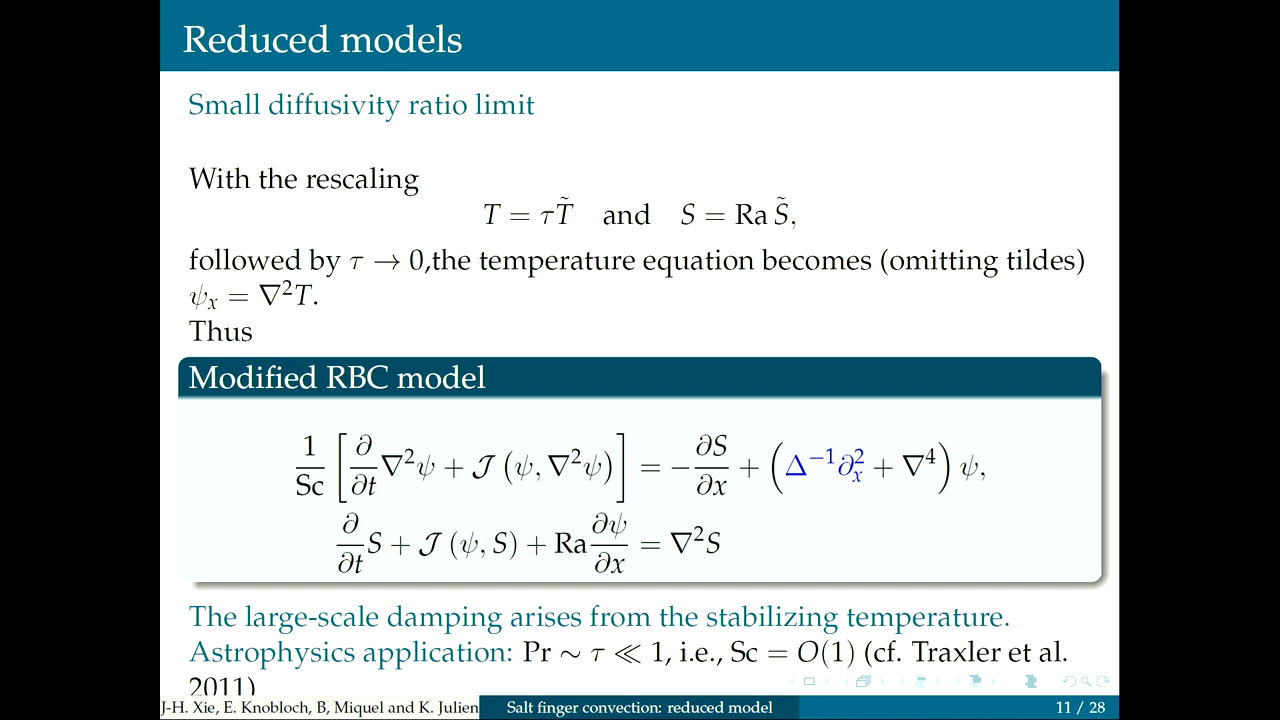 Reduced models
Small diffusivity ratio limit
With the rescaling
T = τT̃ and S = Ra S̃,
followed by τ → 0,the temperature equation becomes (omitting tildes)
ψₓ = ∇²T.
Thus
Modified RBC model
1/Sc [∂/∂t ∇²ψ + 𝒥 (ψ, ∇²ψ)] = −∂S/∂x + (Δ⁻¹∂ₓ² + ∇⁴) ψ,
∂/∂t S + 𝒥 (ψ, S) + Ra ∂ψ/∂x = ∇²S
The large-scale damping arises from the stabilizing temperature.
Astrophysics application: Pr ∼ τ ≪ 1, i.e., Sc = O(1) (cf. Traxler et al.
2011)
J-H. Xie, E. Knobloch, B, Miquel and K. Julien Salt finger convection: reduced model 11 / 28